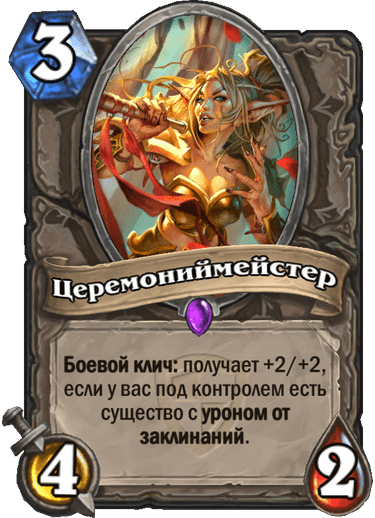 3
Церемониймейстер
Боевой клич: получает +2/+2,
если у вас под контролем есть
существо с уроном от
заклинаний.
4
2